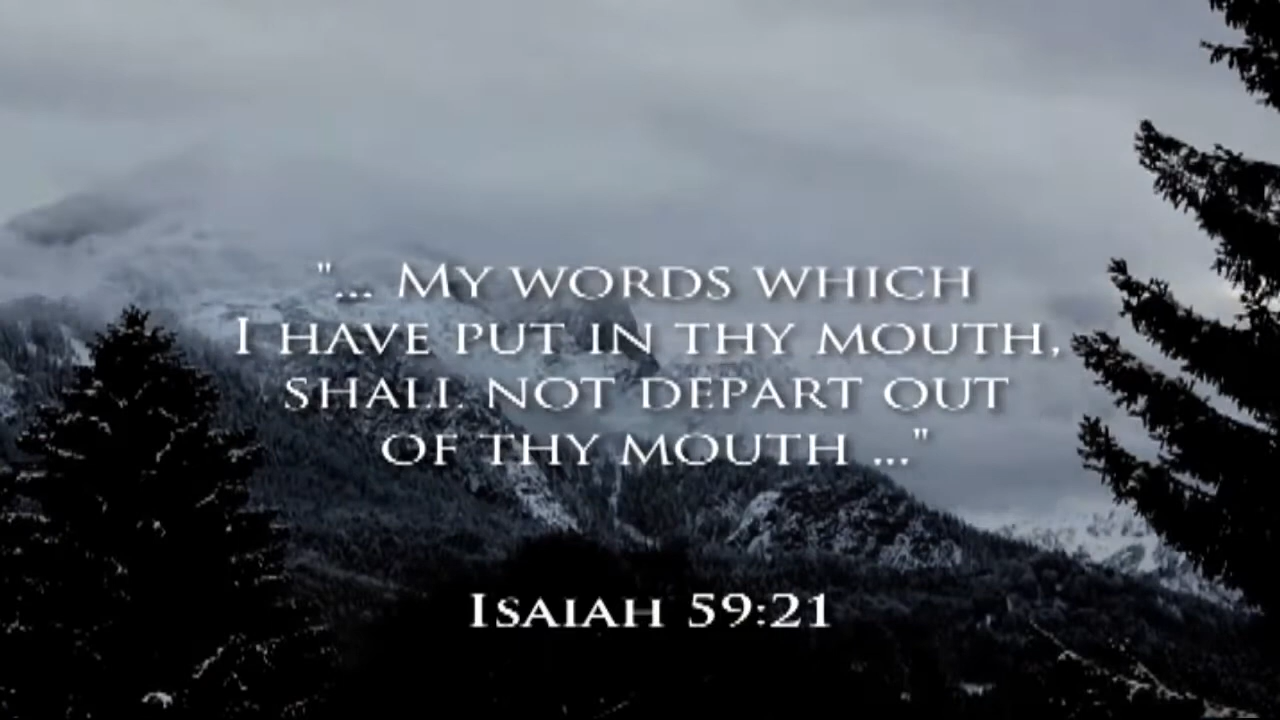 "... My words which
I have put in thy mouth,
shall not depart out
of thy mouth ..."
Isaiah 59:21